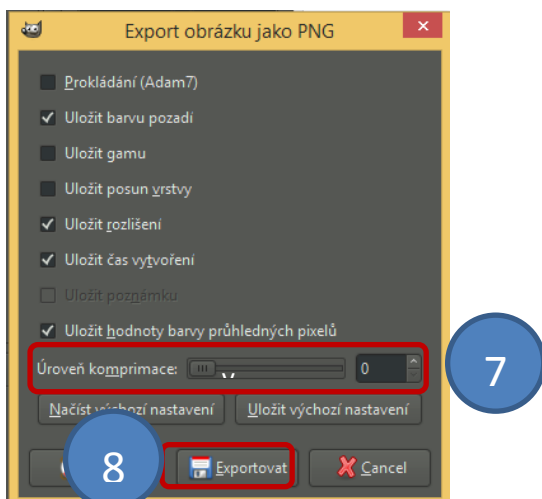 Export obrázku jako PNG
Prokládání (Adam7)
Uložit barvu pozadí
Uložit gamu
Uložit posun vrstvy
Uložit rozlišení
Uložit čas vytvoření
Uložit poznámku
Uložit hodnoty barvy průhledných pixelů
Úroveň komprimace: 0
7
Načíst výchozí nastavení Uložit výchozí nastavení
8 Exportovat Cancel